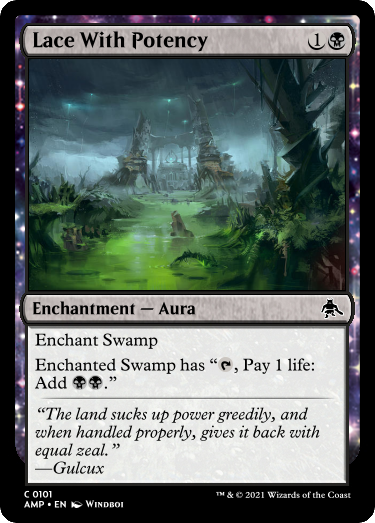 Lace With Potency 1
Enchantment — Aura
Enchant Swamp
Enchanted Swamp has “, Pay 1 life:
Add .”
“The land sucks up power greedily, and
when handled properly, gives it back with
equal zeal.”
—Gulcux
C 0101
AMP • EN Windboi
™ & © 2021 Wizards of the Coast